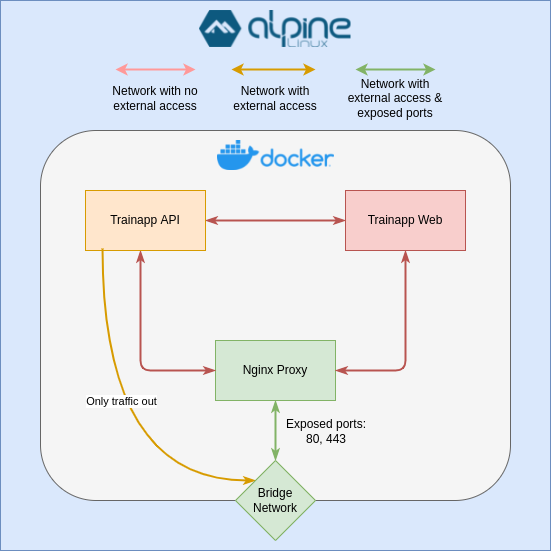 alpine
Linux
Network with no
external access
Network with
external access
Network with
external access &
exposed ports
docker
Trainapp API
Trainapp Web
Nginx Proxy
Only traffic out
Exposed ports:
80, 443
Bridge
Network